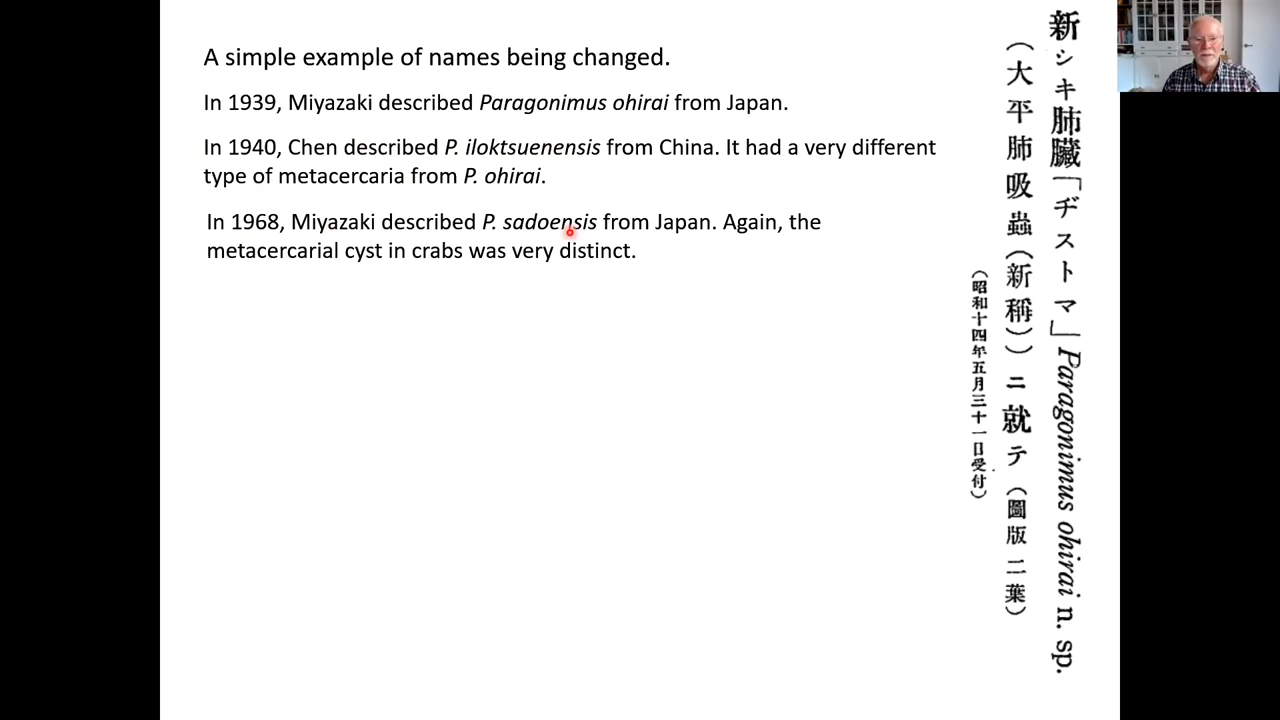 A simple example of names being changed.
In 1939, Miyazaki described Paragonimus ohirai from Japan.
In 1940, Chen described P. iloktsuenensis from China. It had a very different
type of metacercaria from P. ohirai.
In 1968, Miyazaki described P. sadoensis from Japan. Again, the
metacercarial cyst in crabs was very distinct.
新シキ肺臟「ヂストマ」Paragonimus ohirai n. sp.
（大平肺吸蟲（新稱））ニ就テ（圖版二葉）
（昭和十四年五月三十一日受付）